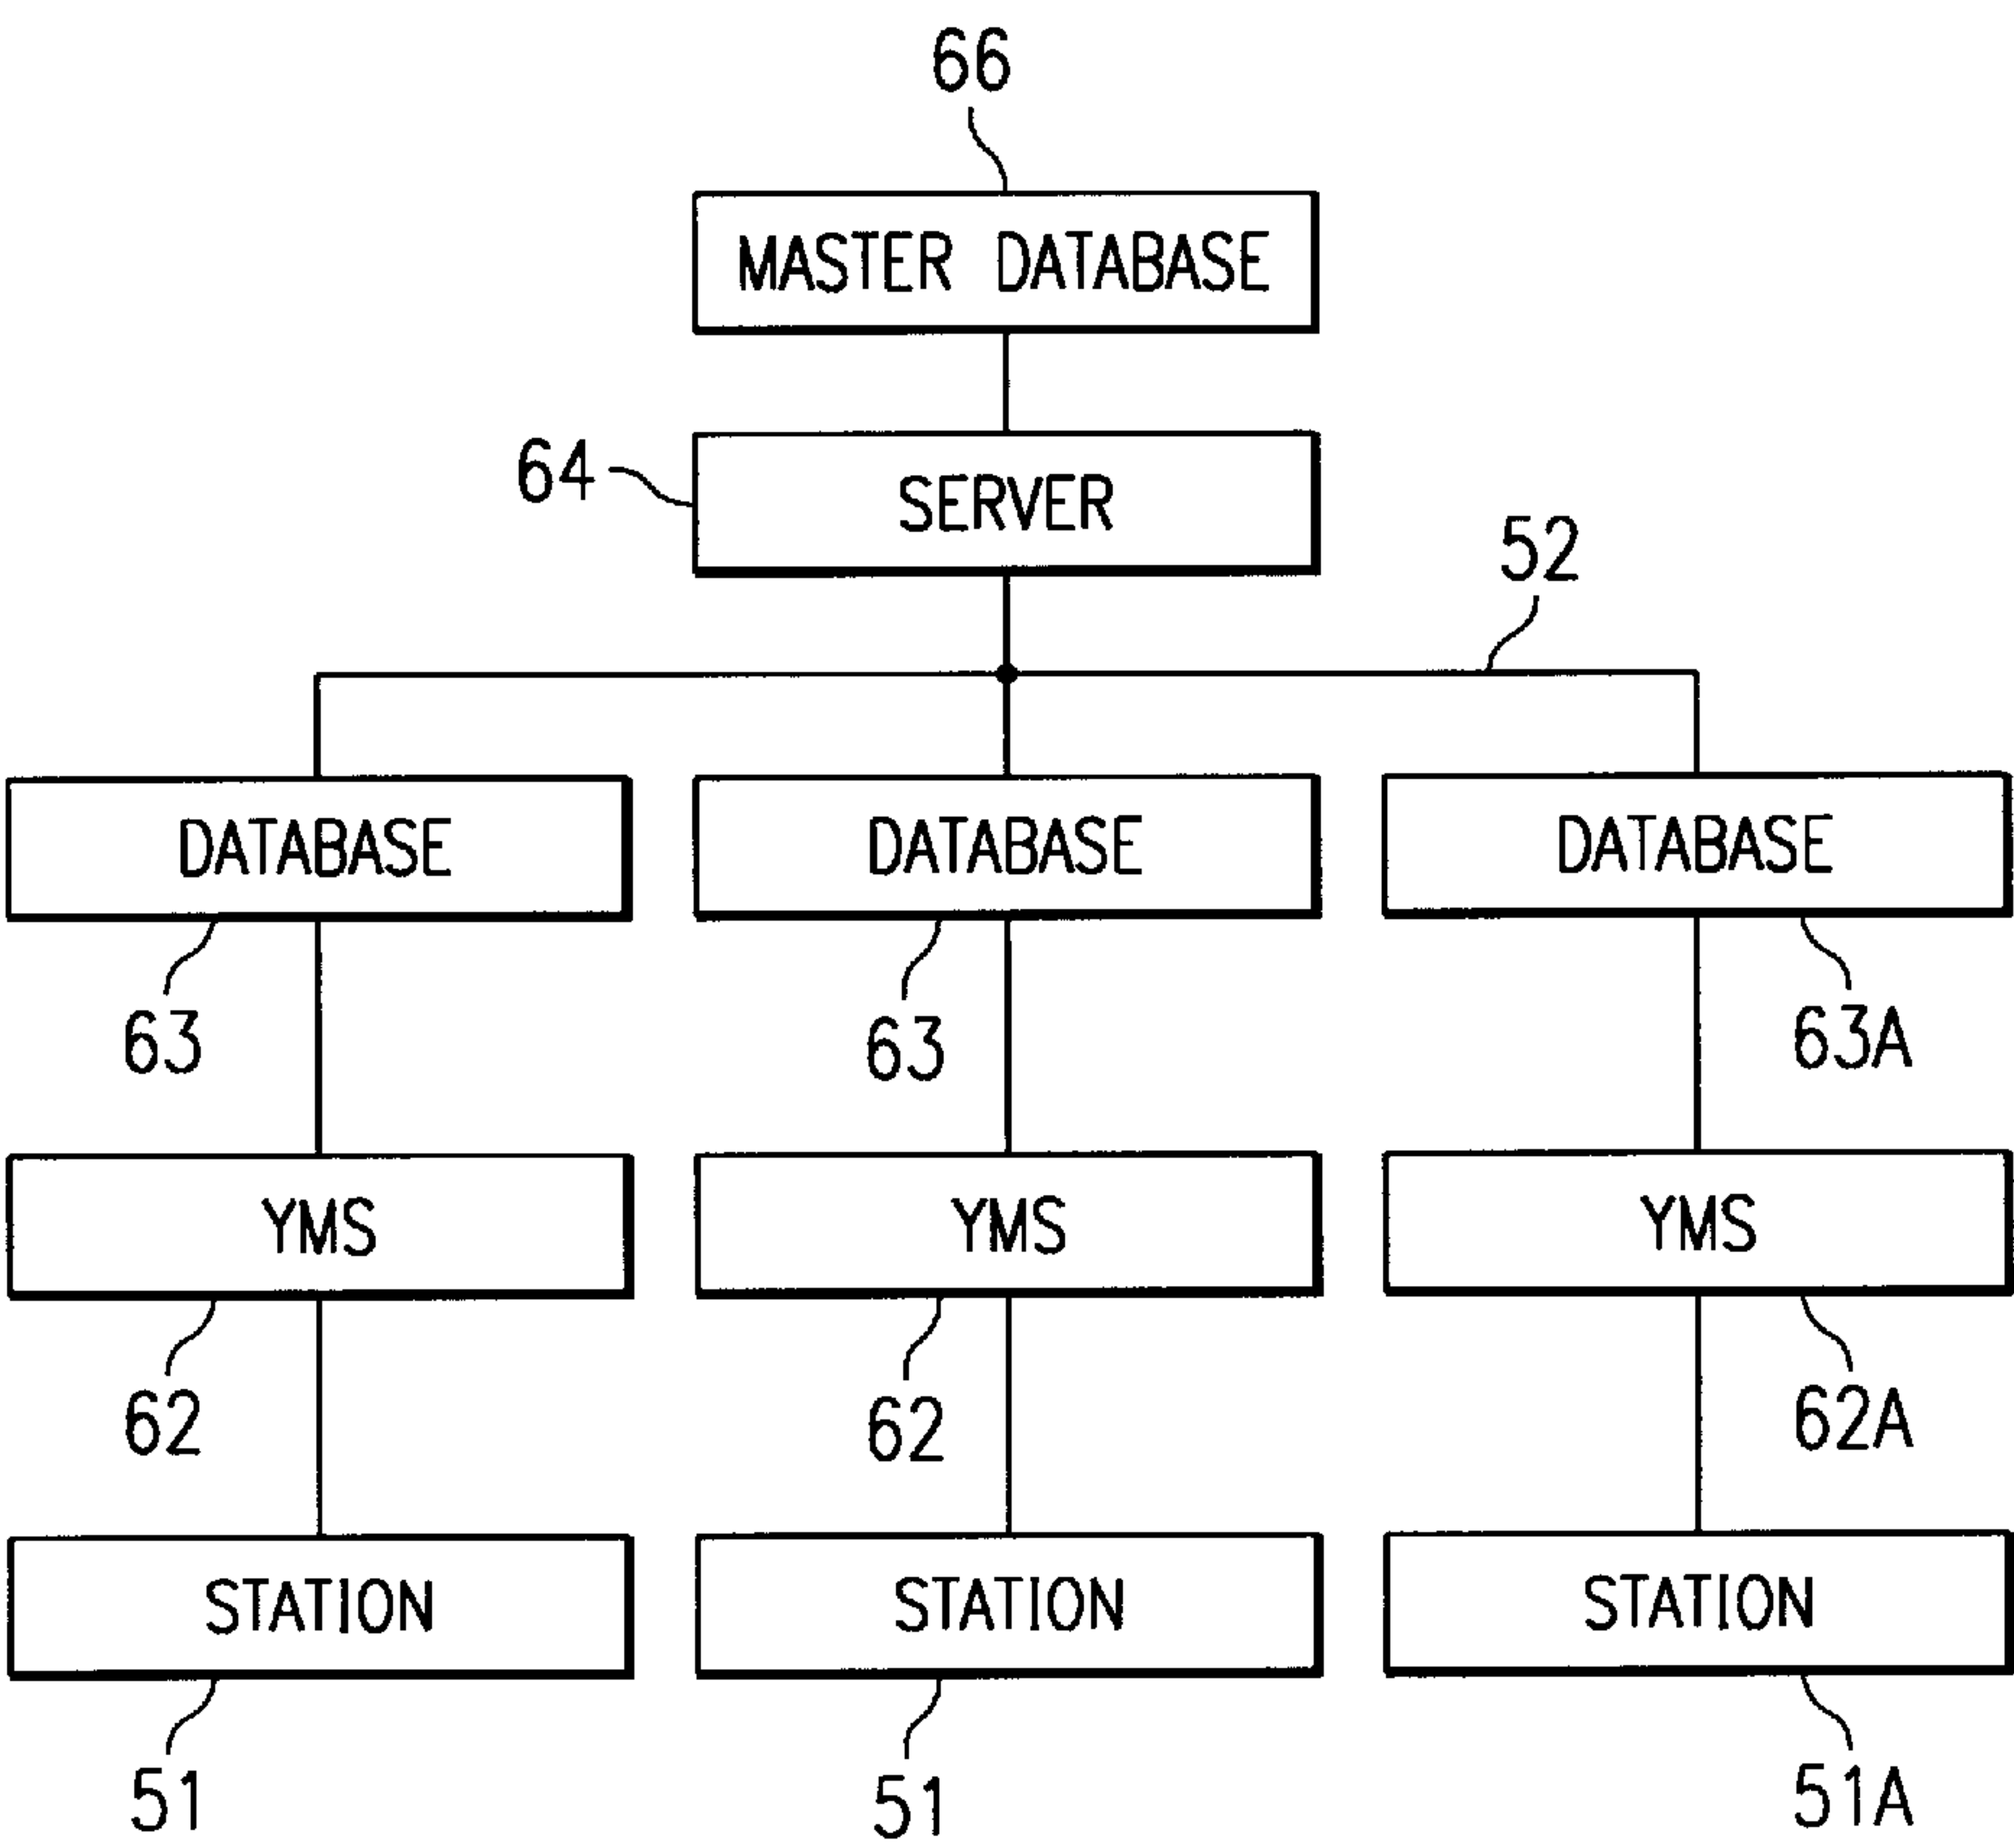 66
MASTER DATABASE
64
SERVER
52
DATABASE
DATABASE
DATABASE
63
63
63A
YMS
YMS
YMS
62
62
62A
STATION
STATION
STATION
51
51
51A